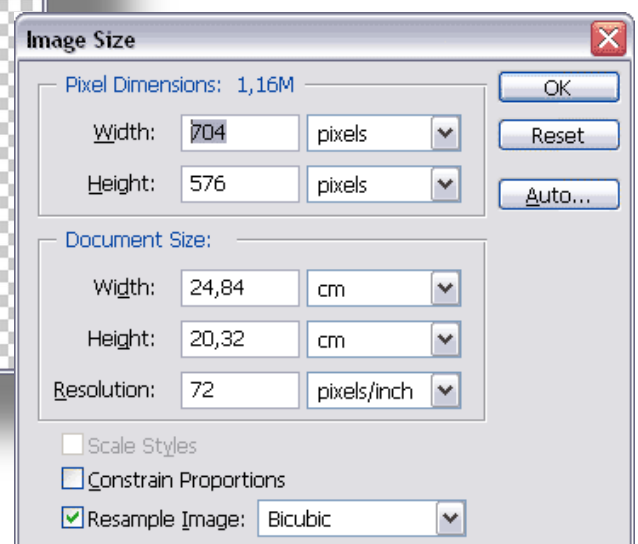 Image Size
Pixel Dimensions: 1,16M
OK
Width: 704 pixels
Reset
Height: 576 pixels
Auto...
Document Size:
Width: 24,84 cm
Height: 20,32 cm
Resolution: 72 pixels/inch
Scale Styles
Constrain Proportions
Resample Image: Bicubic